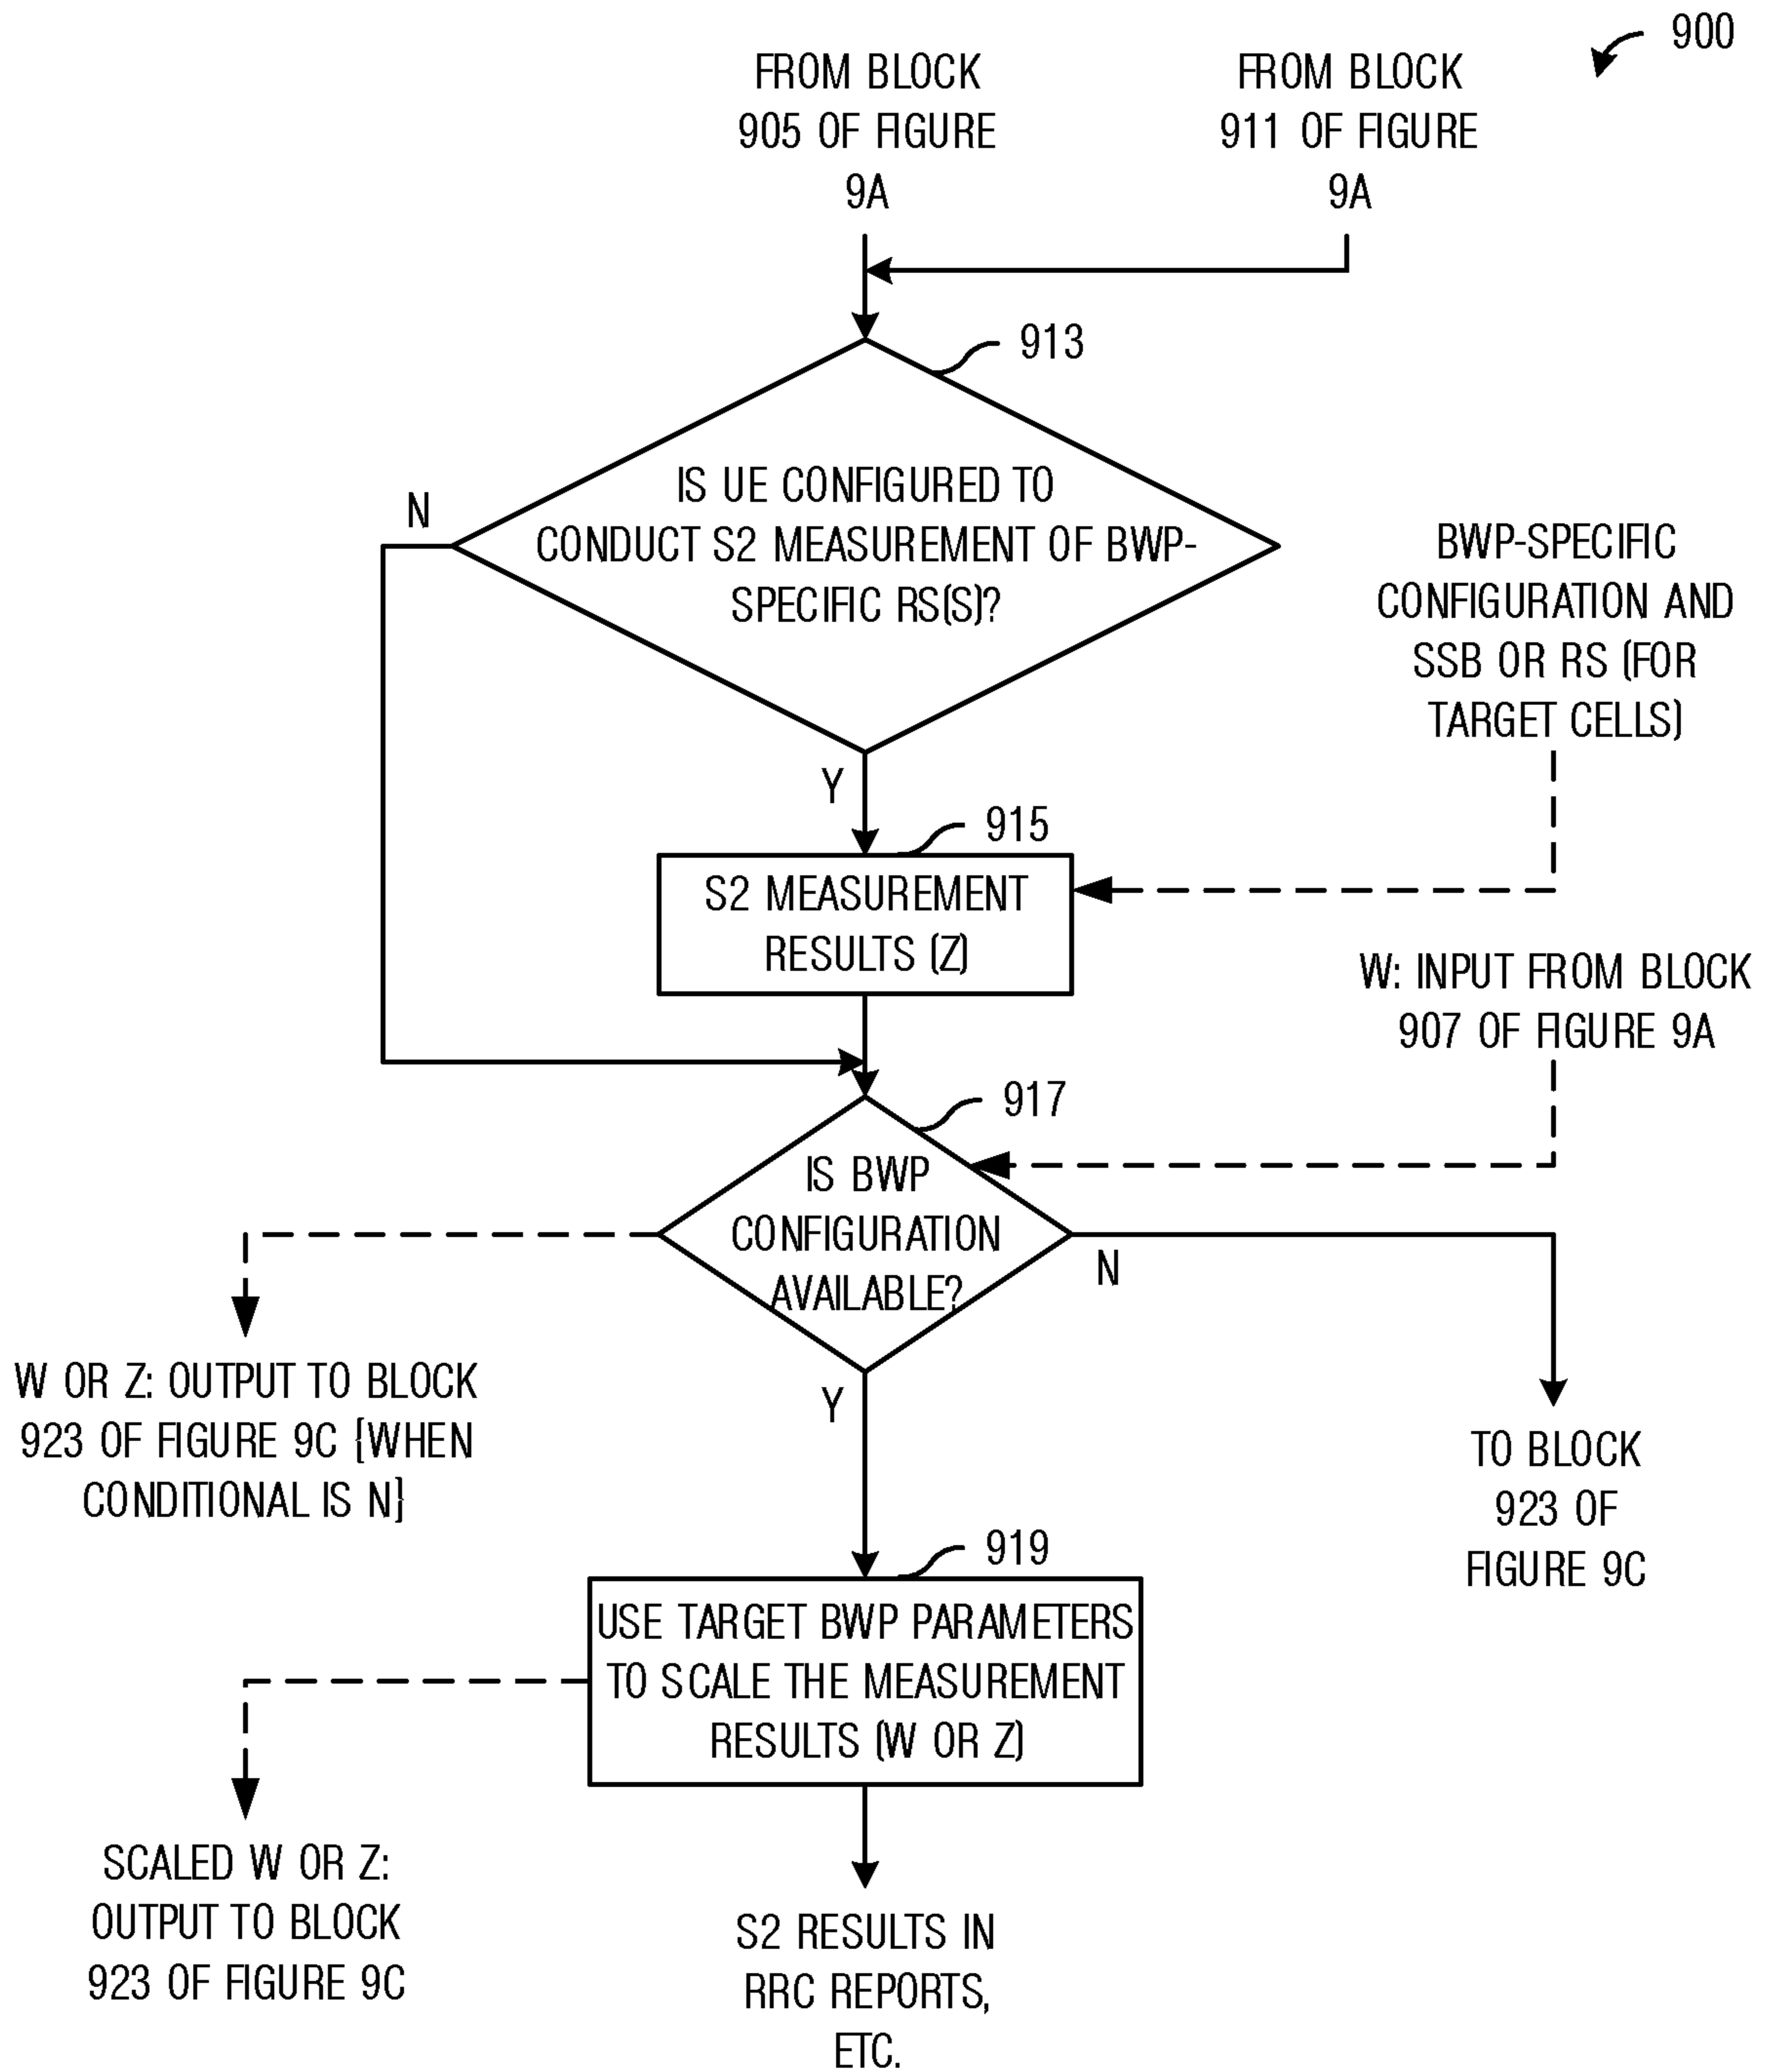 900
FROM BLOCK
905 OF FIGURE
9A
FROM BLOCK
911 OF FIGURE
9A
913
IS UE CONFIGURED TO
CONDUCT S2 MEASUREMENT OF BWP-
SPECIFIC RS(S)?
N
Y
BWP-SPECIFIC
CONFIGURATION AND
SSB OR RS (FOR
TARGET CELLS)
915
S2 MEASUREMENT
RESULTS (Z)
W: INPUT FROM BLOCK
907 OF FIGURE 9A
917
IS BWP
CONFIGURATION
AVAILABLE?
N
Y
W OR Z: OUTPUT TO BLOCK
923 OF FIGURE 9C {WHEN
CONDITIONAL IS N}
TO BLOCK
923 OF
FIGURE 9C
919
USE TARGET BWP PARAMETERS
TO SCALE THE MEASUREMENT
RESULTS (W OR Z)
SCALED W OR Z:
OUTPUT TO BLOCK
923 OF FIGURE 9C
S2 RESULTS IN
RRC REPORTS,
ETC.